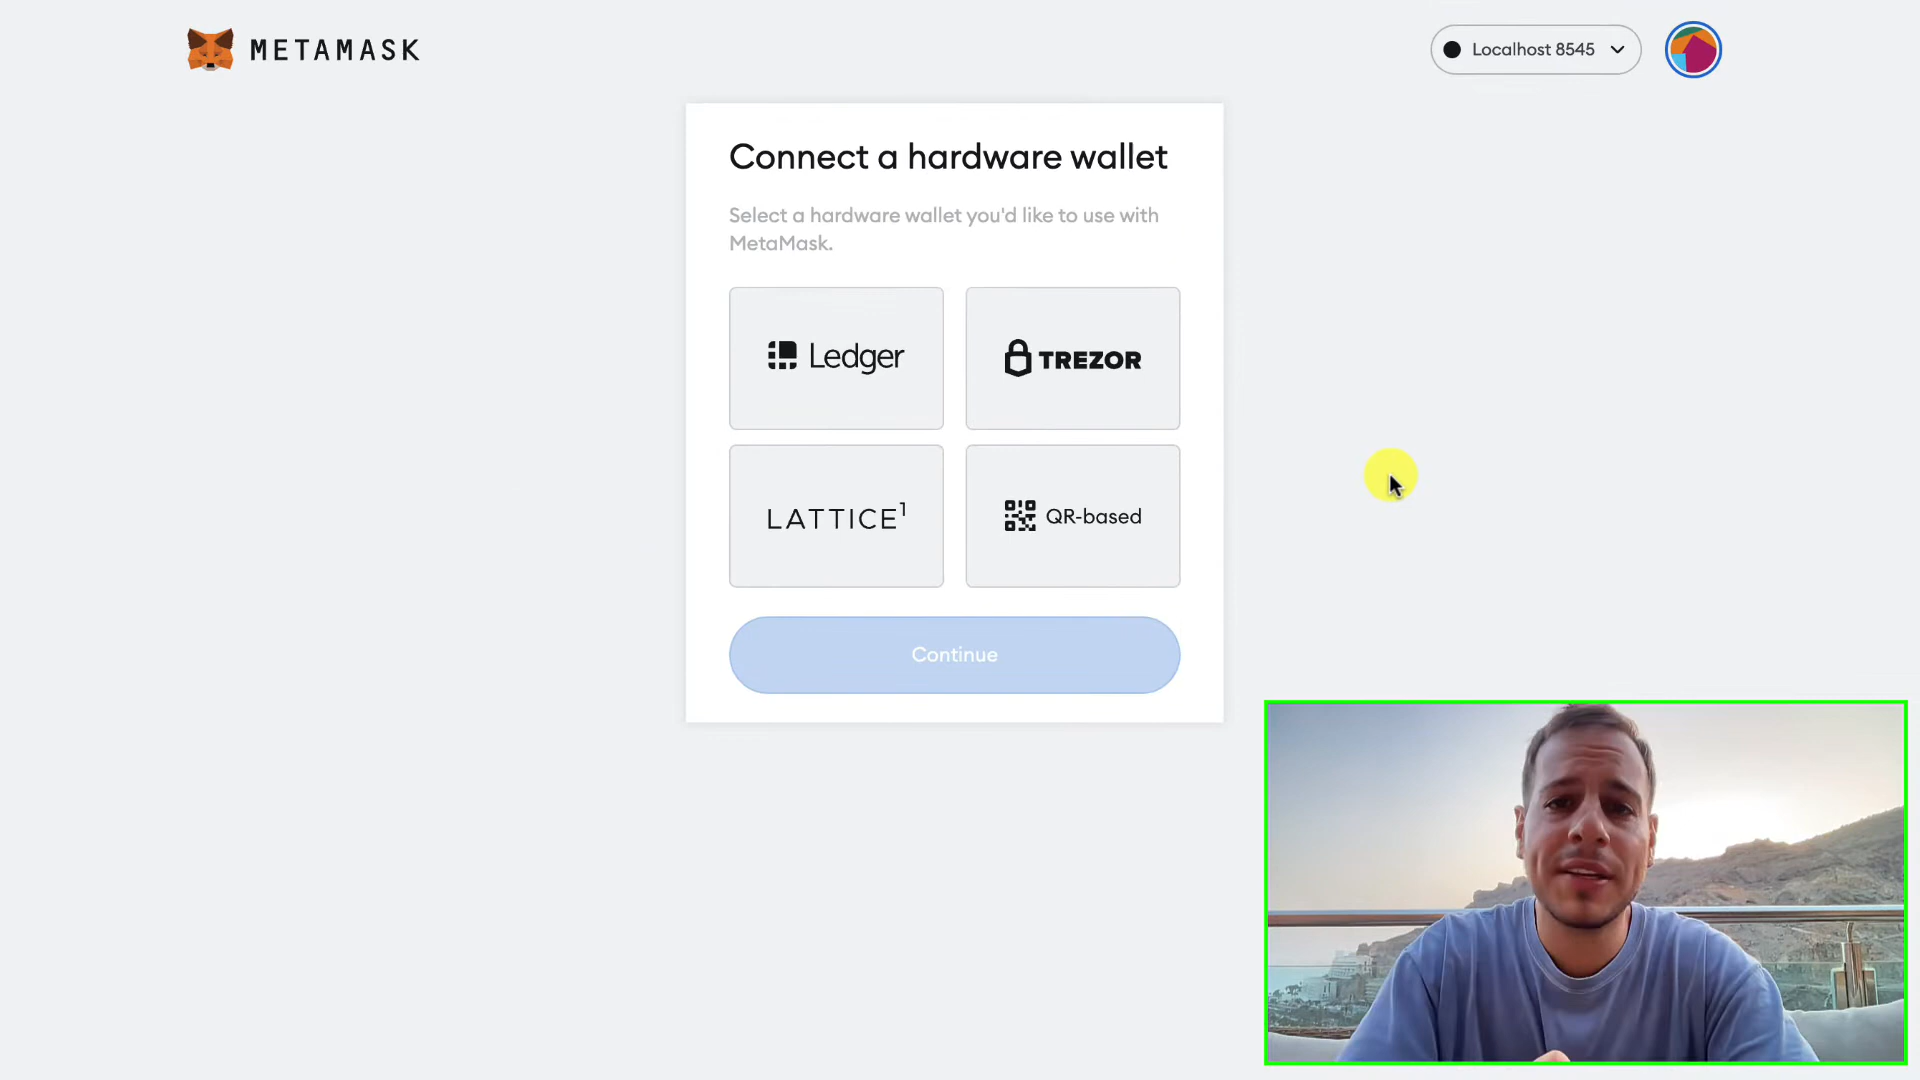 METAMASK
Localhost 8545
Connect a hardware wallet
Select a hardware wallet you'd like to use with
MetaMask.
Ledger
TREZOR
LATTICE1
QR-based
Continue